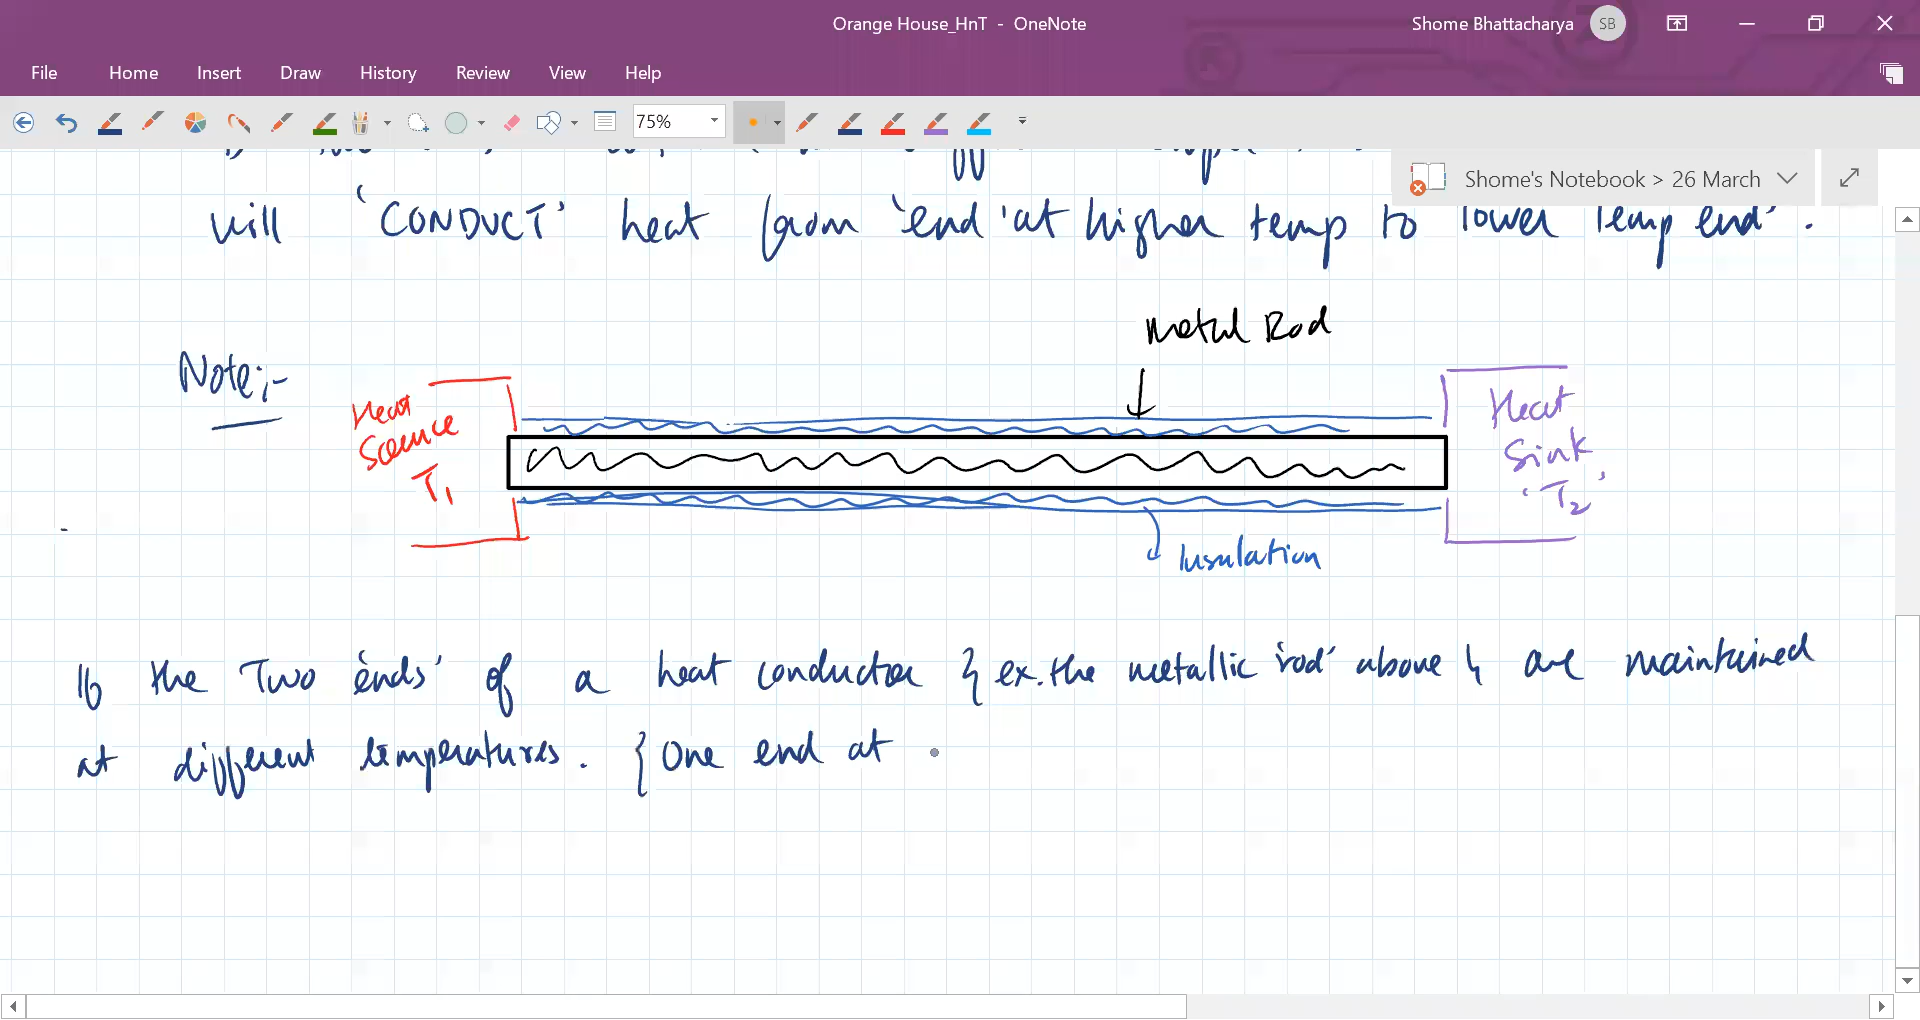 Orange House_HnT - OneNote
Shome Bhattacharya SB
File Home Insert Draw History Review View Help
75%
Shome's Notebook > 26 March
will 'CONDUCT' heat from 'end' at higher temp to lower Temp end'.
Metal Rod
Note:-
Heat
Source
T1
Heat
Sink
'T2'
Insulation
If the Two 'ends' of a heat conductor { ex. the metallic 'rod' above } are maintained
at different temperatures. { One end at